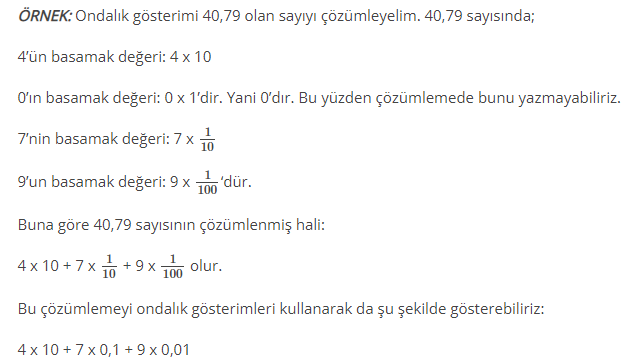 ÖRNEK: Ondalık gösterimi 40,79 olan sayıyı çözümleyelim. 40,79 sayısında;
4’ün basamak değeri: 4 x 10
0’ın basamak değeri: 0 x 1’dir. Yani 0’dır. Bu yüzden çözümlemede bunu yazmayabiliriz.
7’nin basamak değeri: 7 x 1/10
9’un basamak değeri: 9 x 1/100 ‘dür.
Buna göre 40,79 sayısının çözümlenmiş hali:
4 x 10 + 7 x 1/10 + 9 x 1/100 olur.
Bu çözümlemeyi ondalık gösterimleri kullanarak da şu şekilde gösterebiliriz:
4 x 10 + 7 x 0,1 + 9 x 0,01